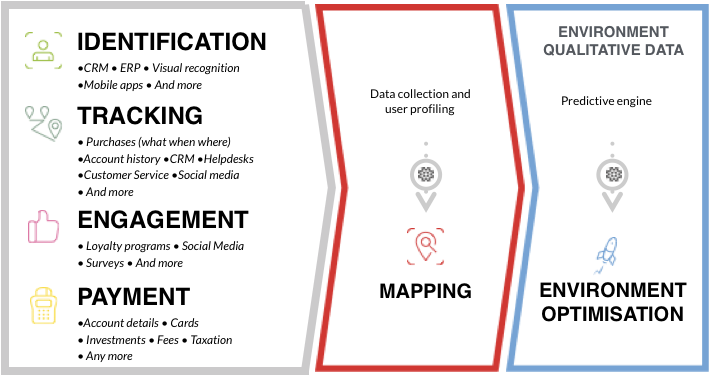 IDENTIFICATION
•CRM • ERP • Visual recognition
•Mobile apps • And more
TRACKING
• Purchases (what when where)
•Account history •CRM •Helpdesks
•Customer Service •Social media
• And more
ENGAGEMENT
• Loyalty programs • Social Media
• Surveys • And more
PAYMENT
•Account details • Cards
• Investments • Fees • Taxation
• Any more
Data collection and
user profiling
MAPPING
ENVIRONMENT
QUALITATIVE DATA
Predictive engine
ENVIRONMENT
OPTIMISATION